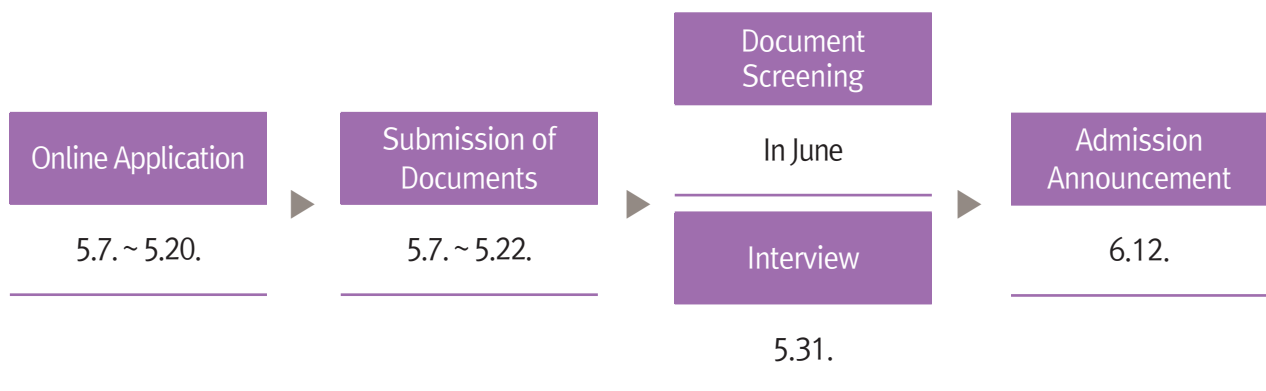 Online Application
5.7. ~ 5.20.
Submission of
Documents
5.7. ~ 5.22.
Document
Screening
In June
Interview
5.31.
Admission
Announcement
6.12.